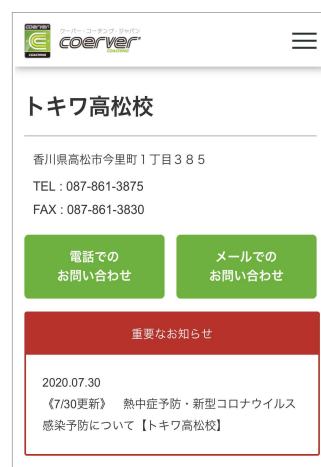 coerver
COACHING
クーバー・コーチング・ジャパン
coerver
COACHING
トキワ高松校
香川県高松市今里町1丁目385
TEL : 087-861-3875
FAX : 087-861-3830
電話での
お問い合わせ
メールでの
お問い合わせ
重要なお知らせ
2020.07.30
《7/30更新》　熱中症予防・新型コロナウイルス
感染予防について【トキワ高松校】